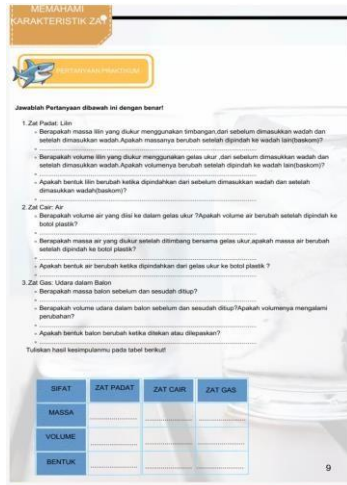 MEMAHAMI
KARAKTERISTIK ZAT
PERTANYAAN PRAKTIKUM
Jawablah Pertanyaan dibawah ini dengan benar!
1. Zat Padat: Lilin
- Berapakah massa lilin yang diukur menggunakan timbangan,dari sebelum dimasukkan wadah dan
setelah dimasukkan wadah.Apakah massanya berubah setelah dipindah ke wadah lain(baskom)?
- ..........
- Berapakah volume lilin yang diukur menggunakan gelas ukur ,dari sebelum dimasukkan wadah dan
setelah dimasukkan wadah.Apakah volumenya berubah setelah dipindah ke wadah lain(baskom)?
- ..........
- Apakah bentuk lilin berubah ketika dipindahkan dari sebelum dimasukkan wadah dan setelah
dimasukkan wadah(baskom)?
- ..........
2. Zat Cair: Air
- Berapakah volume air yang diisi ke dalam gelas ukur ?Apakah volume air berubah setelah dipindah ke
botol plastik?
- ..........
- Berapakah massa air yang diukur setelah ditimbang bersama gelas ukur,apakah massa air berubah
setelah dipindah ke botol plastik?
- ..........
- Apakah bentuk air berubah ketika dipindahkan dari gelas ukur ke botol plastik ?
- ..........
3. Zat Gas: Udara dalam Balon
- Berapakah massa balon sebelum dan sesudah ditiup?
- ..........
- Berapakah volume udara dalam balon sebelum dan sesudah ditiup?Apakah volumenya mengalami
perubahan?
- ..........
- Apakah bentuk balon berubah ketika ditekan atau dilepaskan?
- ..........
Tuliskan hasil kesimpulanmu pada tabel berikut!
SIFAT ZAT PADAT ZAT CAIR ZAT GAS
MASSA .......... .......... ..........
VOLUME .......... .......... ..........
BENTUK .......... .......... ..........
9